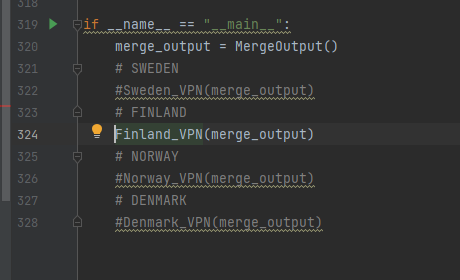 318
319 if __name__ == "__main__":
320 merge_output = MergeOutput()
321 # SWEDEN
322 #Sweden_VPN(merge_output)
323 # FINLAND
324 Finland_VPN(merge_output)
325 # NORWAY
326 #Norway_VPN(merge_output)
327 # DENMARK
328 #Denmark_VPN(merge_output)